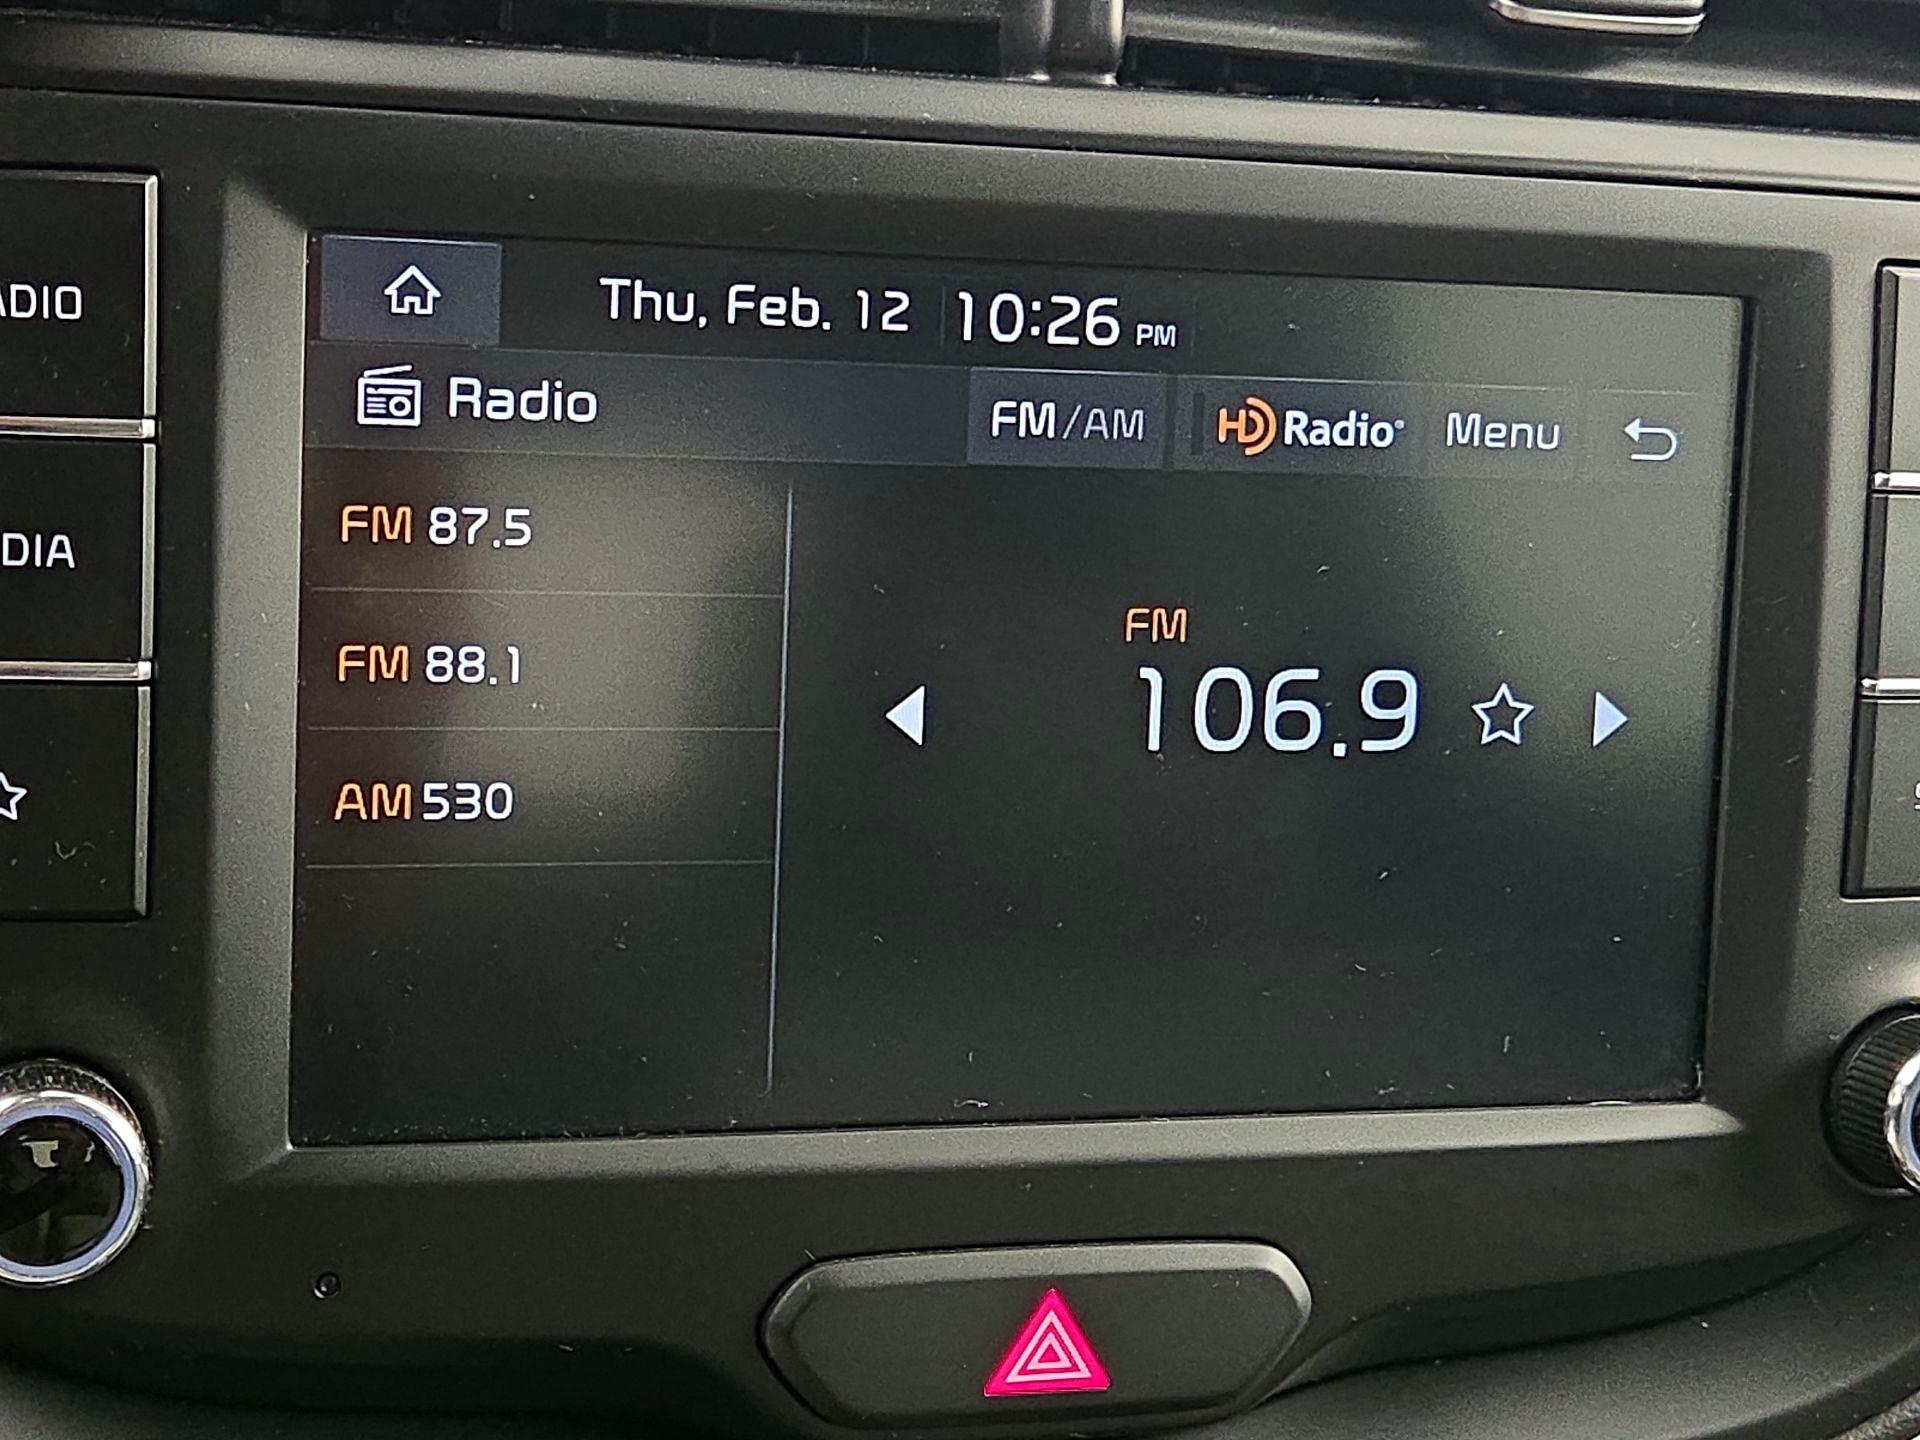 Thu, Feb. 12 10:26 PM
Radio FM/AM HD Radio Menu
ADIO
FM 87.5
DIA
FM 88.1
FM
106.9
AM 530